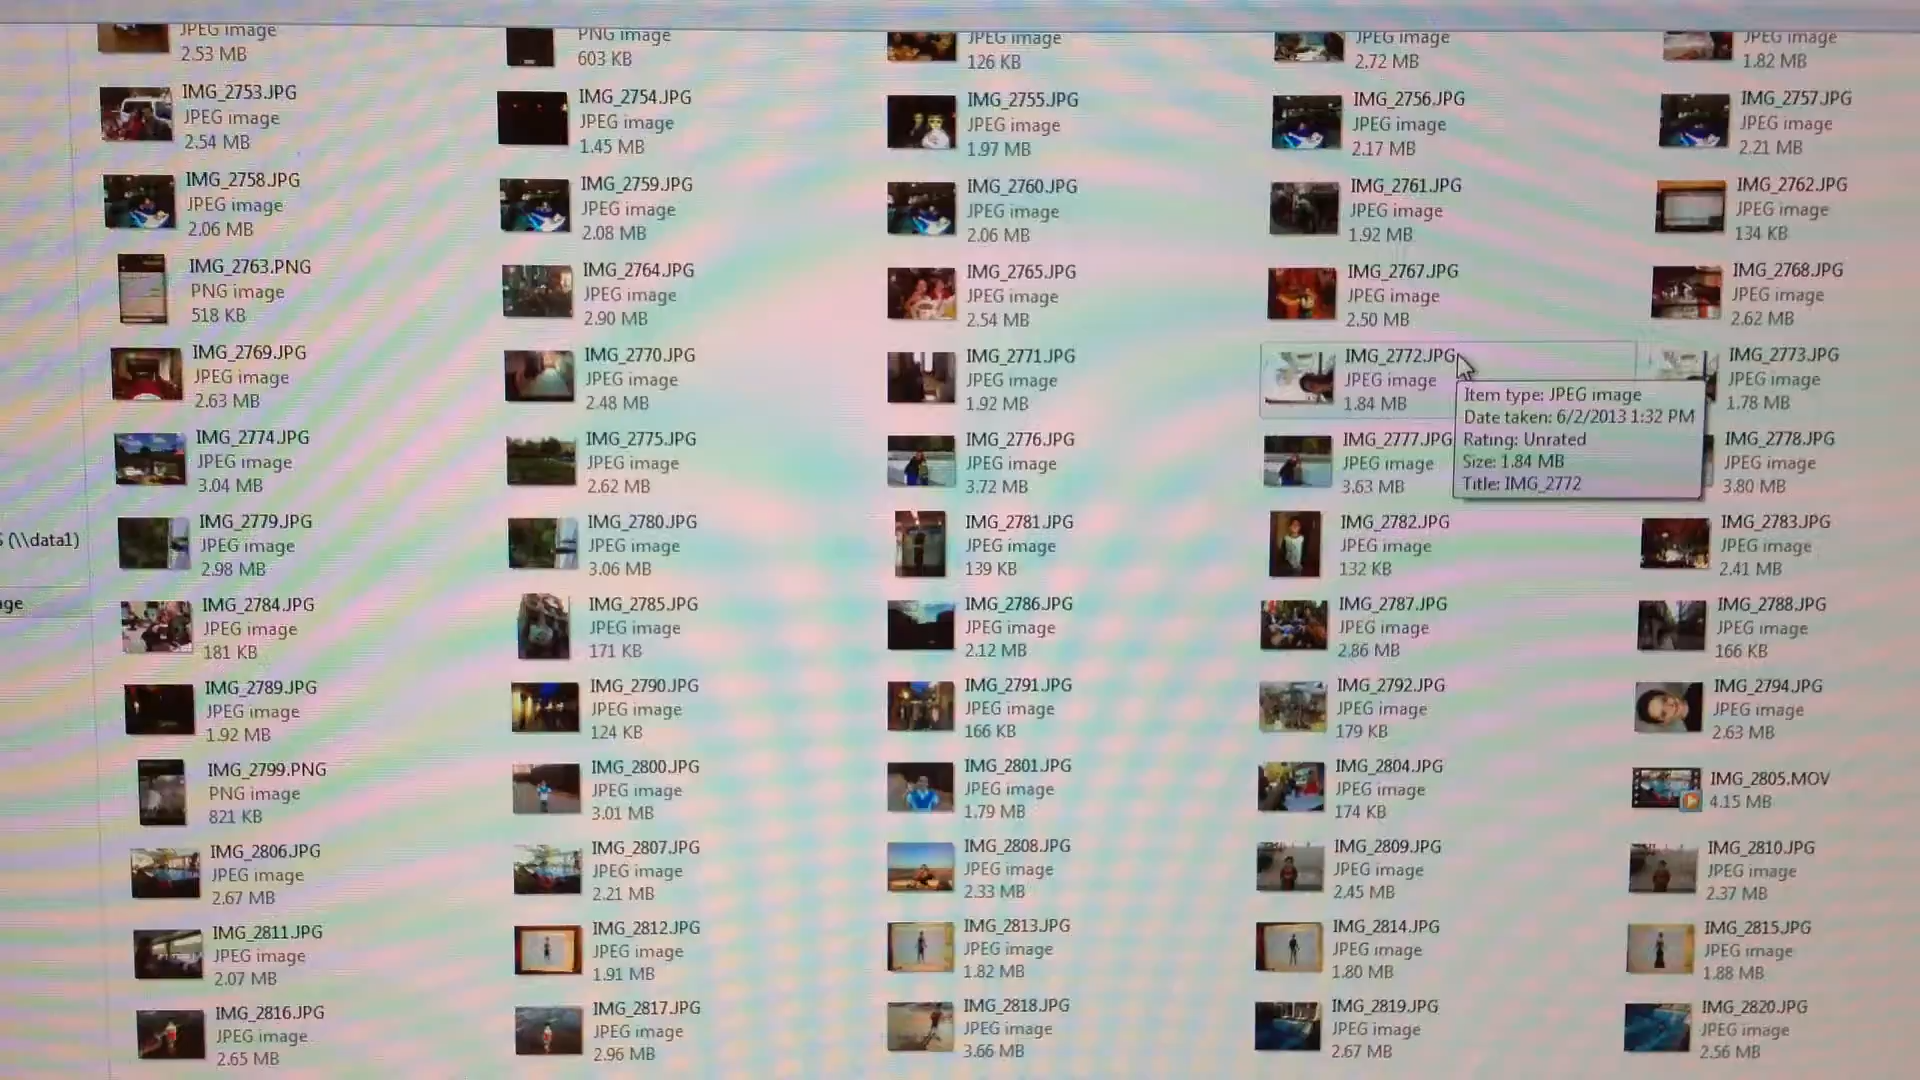 JPEG image
2.53 MB
PNG image
603 KB
JPEG image
126 KB
JPEG image
2.72 MB
JPEG image
1.82 MB
IMG_2753.JPG
JPEG image
2.54 MB
IMG_2754.JPG
JPEG image
1.45 MB
IMG_2755.JPG
JPEG image
1.97 MB
IMG_2756.JPG
JPEG image
2.17 MB
IMG_2757.JPG
JPEG image
2.21 MB
IMG_2758.JPG
JPEG image
2.06 MB
IMG_2759.JPG
JPEG image
2.08 MB
IMG_2760.JPG
JPEG image
2.06 MB
IMG_2761.JPG
JPEG image
1.92 MB
IMG_2762.JPG
JPEG image
134 KB
IMG_2763.PNG
PNG image
518 KB
IMG_2764.JPG
JPEG image
2.90 MB
IMG_2765.JPG
JPEG image
2.54 MB
IMG_2767.JPG
JPEG image
2.50 MB
IMG_2768.JPG
JPEG image
2.62 MB
IMG_2769.JPG
JPEG image
2.63 MB
IMG_2770.JPG
JPEG image
2.48 MB
IMG_2771.JPG
JPEG image
1.92 MB
IMG_2772.JPG
JPEG image
1.84 MB
IMG_2773.JPG
JPEG image
1.78 MB
Item type: JPEG image
Date taken: 6/2/2013 1:32 PM
Rating: Unrated
Size: 1.84 MB
Title: IMG_2772
IMG_2774.JPG
JPEG image
3.04 MB
IMG_2775.JPG
JPEG image
2.62 MB
IMG_2776.JPG
JPEG image
3.72 MB
IMG_2777.JPG
JPEG image
3.63 MB
IMG_2778.JPG
JPEG image
3.80 MB
(\\data1)
IMG_2779.JPG
JPEG image
2.98 MB
IMG_2780.JPG
JPEG image
3.06 MB
IMG_2781.JPG
JPEG image
139 KB
IMG_2782.JPG
JPEG image
132 KB
IMG_2783.JPG
JPEG image
2.41 MB
age
IMG_2784.JPG
JPEG image
181 KB
IMG_2785.JPG
JPEG image
171 KB
IMG_2786.JPG
JPEG image
2.12 MB
IMG_2787.JPG
JPEG image
2.86 MB
IMG_2788.JPG
JPEG image
166 KB
IMG_2789.JPG
JPEG image
1.92 MB
IMG_2790.JPG
JPEG image
124 KB
IMG_2791.JPG
JPEG image
166 KB
IMG_2792.JPG
JPEG image
179 KB
IMG_2794.JPG
JPEG image
2.63 MB
IMG_2799.PNG
PNG image
821 KB
IMG_2800.JPG
JPEG image
3.01 MB
IMG_2801.JPG
JPEG image
1.79 MB
IMG_2804.JPG
JPEG image
174 KB
IMG_2805.MOV
4.15 MB
IMG_2806.JPG
JPEG image
2.67 MB
IMG_2807.JPG
JPEG image
2.21 MB
IMG_2808.JPG
JPEG image
2.33 MB
IMG_2809.JPG
JPEG image
2.45 MB
IMG_2810.JPG
JPEG image
2.37 MB
IMG_2811.JPG
JPEG image
2.07 MB
IMG_2812.JPG
JPEG image
1.91 MB
IMG_2813.JPG
JPEG image
1.82 MB
IMG_2814.JPG
JPEG image
1.80 MB
IMG_2815.JPG
JPEG image
1.88 MB
IMG_2816.JPG
JPEG image
2.65 MB
IMG_2817.JPG
JPEG image
2.96 MB
IMG_2818.JPG
JPEG image
3.66 MB
IMG_2819.JPG
JPEG image
2.67 MB
IMG_2820.JPG
JPEG image
2.56 MB